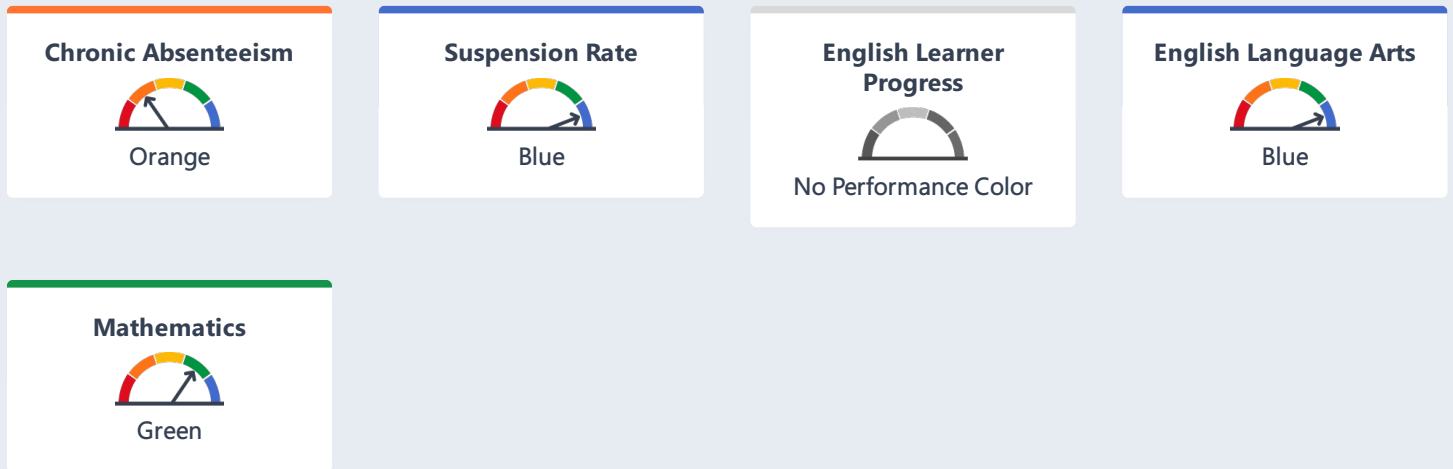 Chronic Absenteeism
Orange
Suspension Rate
Blue
English Learner
Progress
No Performance Color
English Language Arts
Blue
Mathematics
Green